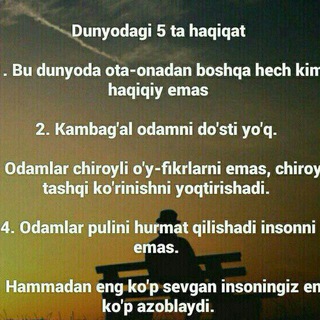 Dunyodagi 5 ta haqiqat
. Bu dunyoda ota-onadan boshqa hech kim
haqiqiy emas
2. Kambag'al odamni do'sti yo'q.
Odamlar chiroyli o'y-fikrlarni emas, chiroy
tashqi ko'rinishni yoqtirishadi.
4. Odamlar pulini hurmat qilishadi insonni
emas.
Hammadan eng ko'p sevgan insoningiz en
ko'p azoblaydi.